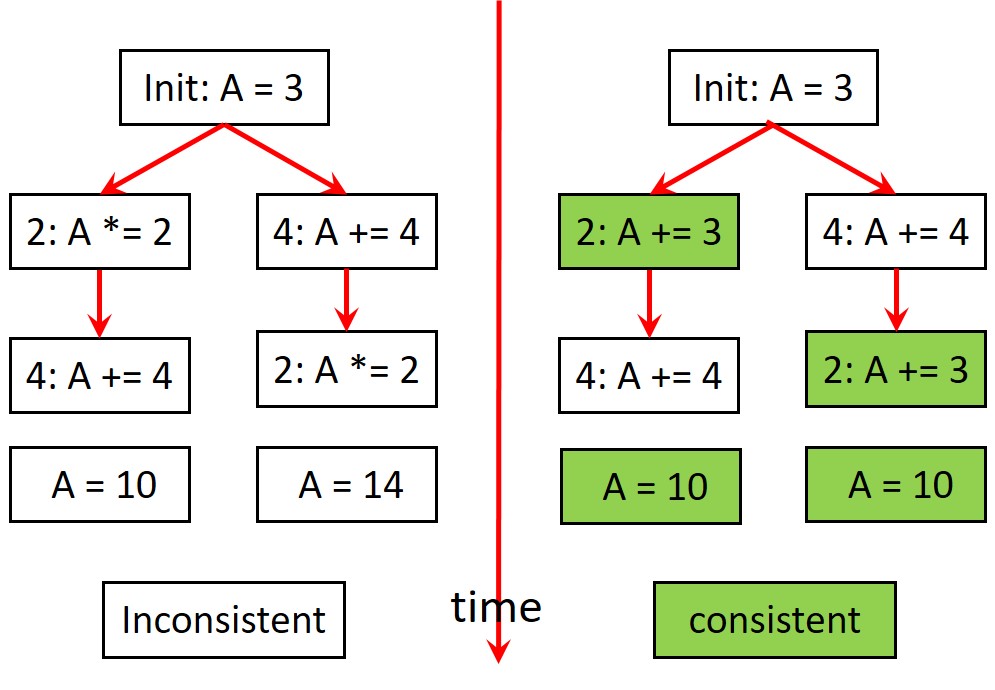 Init: A = 3
2: A *= 2
4: A += 4
4: A += 4
2: A *= 2
A = 10
A = 14
Inconsistent
time
Init: A = 3
2: A += 3
4: A += 4
4: A += 4
2: A += 3
A = 10
A = 10
consistent